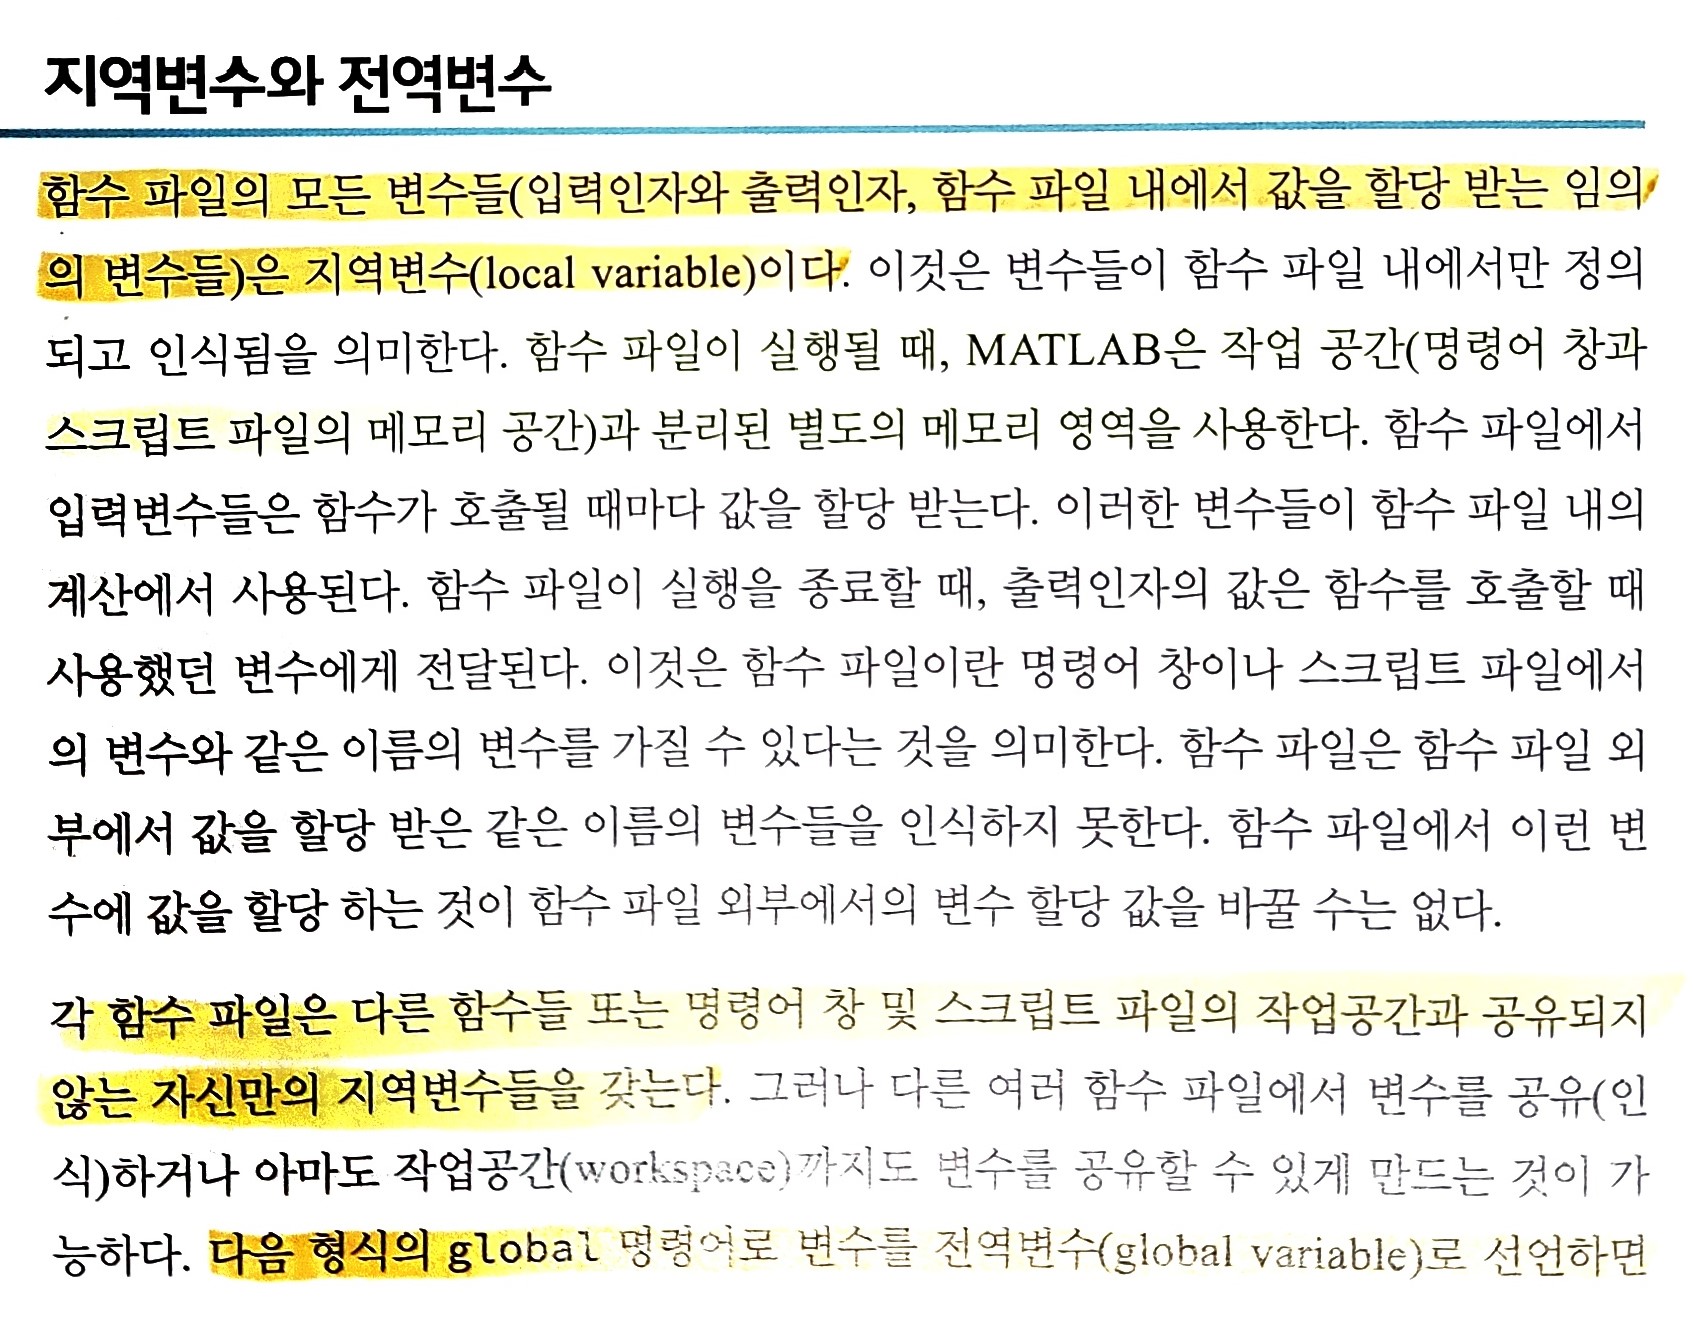 지역변수와 전역변수
함수 파일의 모든 변수들(입력인자와 출력인자, 함수 파일 내에서 값을 할당 받는 임의
의 변수들)은 지역변수(local variable)이다. 이것은 변수들이 함수 파일 내에서만 정의
되고 인식됨을 의미한다. 함수 파일이 실행될 때, MATLAB은 작업 공간(명령어 창과
스크립트 파일의 메모리 공간)과 분리된 별도의 메모리 영역을 사용한다. 함수 파일에서
입력변수들은 함수가 호출될 때마다 값을 할당 받는다. 이러한 변수들이 함수 파일 내의
계산에서 사용된다. 함수 파일이 실행을 종료할 때, 출력인자의 값은 함수를 호출할 때
사용했던 변수에게 전달된다. 이것은 함수 파일이란 명령어 창이나 스크립트 파일에서
의 변수와 같은 이름의 변수를 가질 수 있다는 것을 의미한다. 함수 파일은 함수 파일 외
부에서 값을 할당 받은 같은 이름의 변수들을 인식하지 못한다. 함수 파일에서 이런 변
수에 값을 할당 하는 것이 함수 파일 외부에서의 변수 할당 값을 바꿀 수는 없다.
각 함수 파일은 다른 함수들 또는 명령어 창 및 스크립트 파일의 작업공간과 공유되지
않는 자신만의 지역변수들을 갖는다. 그러나 다른 여러 함수 파일에서 변수를 공유(인
식)하거나 아마도 작업공간(workspace)까지도 변수를 공유할 수 있게 만드는 것이 가
능하다. 다음 형식의 global 명령어로 변수를 전역변수(global variable)로 선언하면